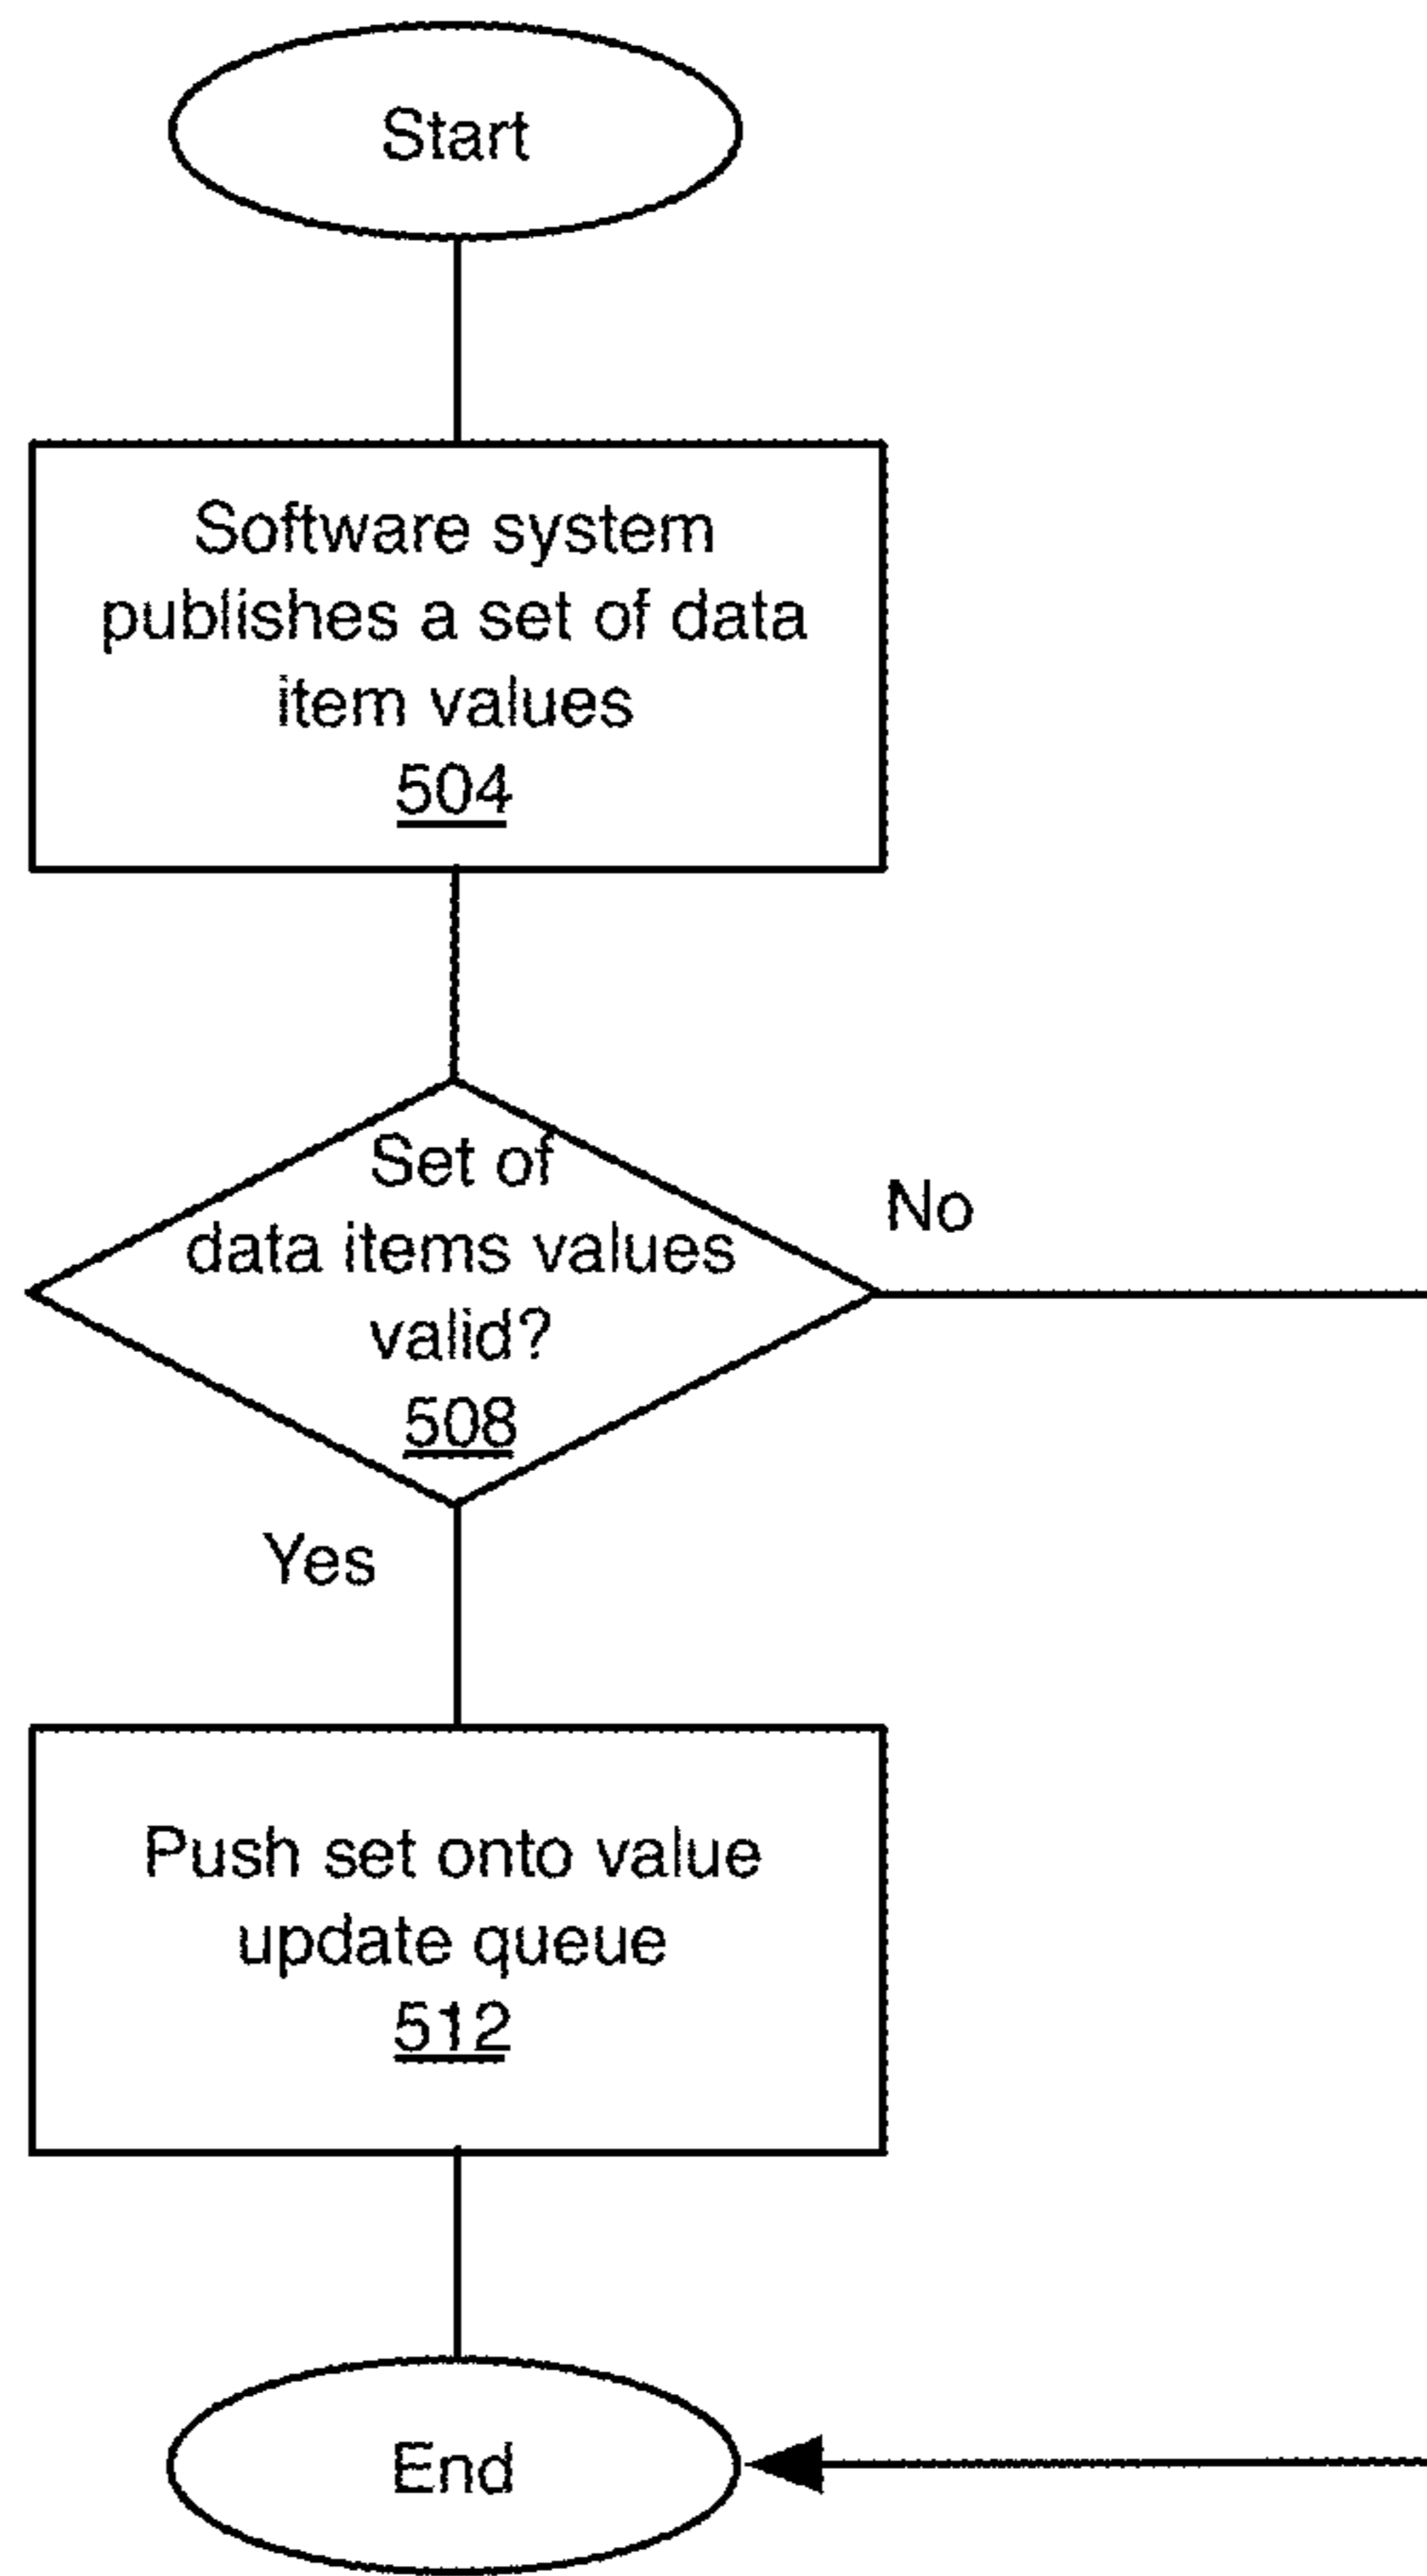 Start
Software system
publishes a set of data
item values
504
Set of
data items values
valid?
508
No
Yes
Push set onto value
update queue
512
End